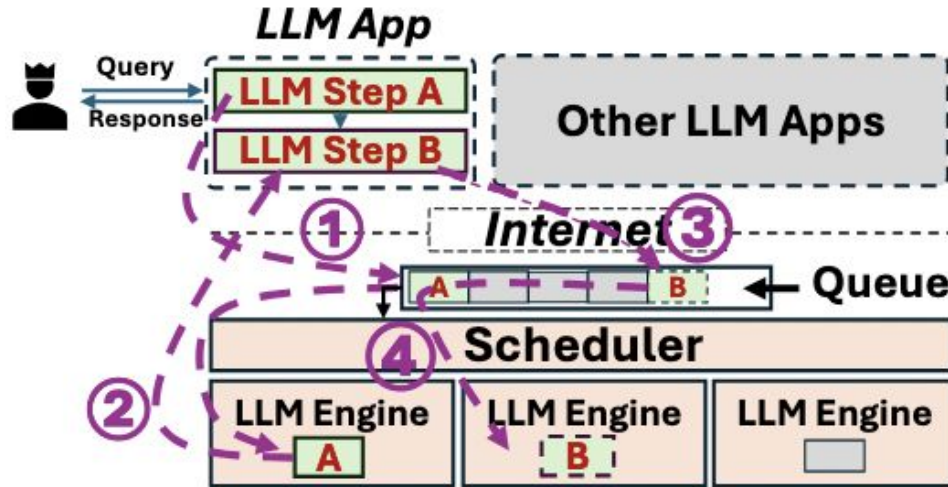 LLM App
Query
Response
LLM Step A
LLM Step B
Other LLM Apps
①
Internet
③
A
B
Queue
Scheduler
④
②
LLM Engine
A
LLM Engine
B
LLM Engine